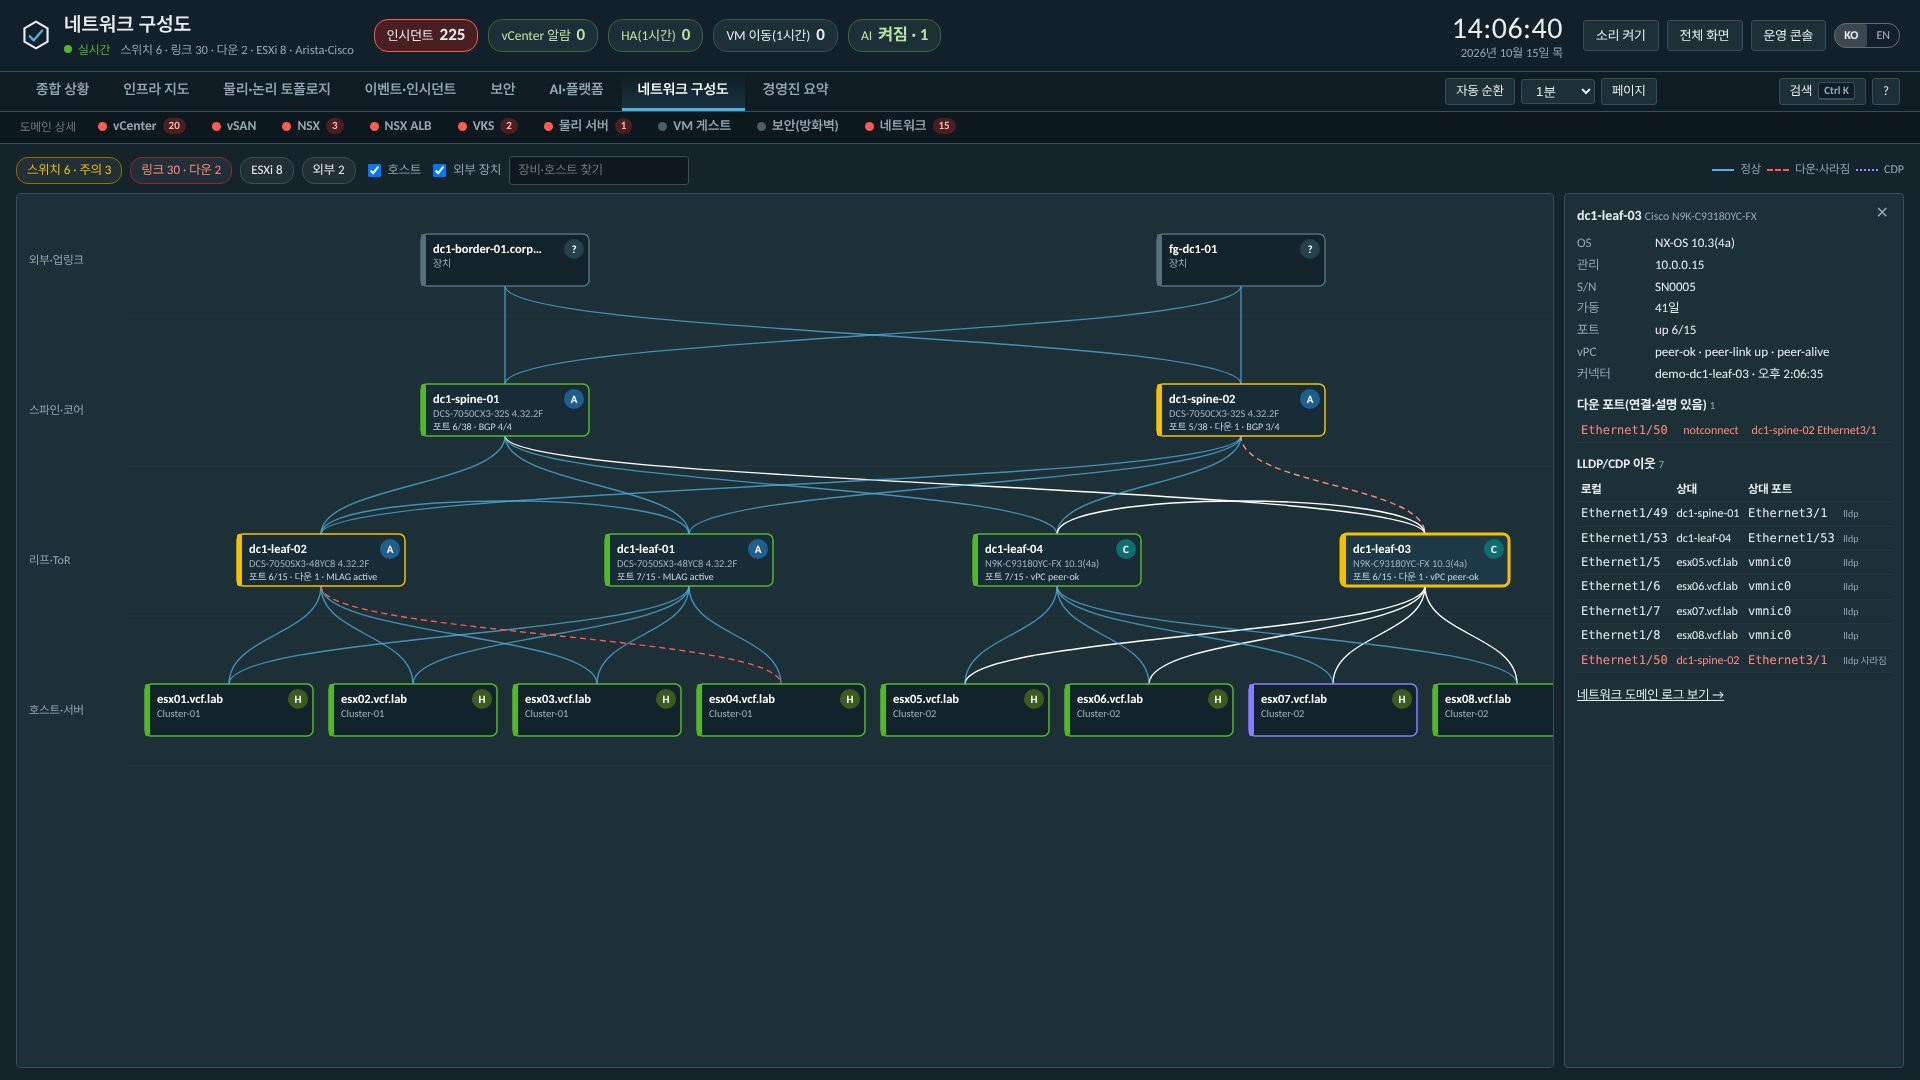 네트워크 구성도
실시간 스위치 6 · 링크 30 · 다운 2 · ESXi 8 · Arista·Cisco
인시던트 225
vCenter 알람 0
HA(1시간) 0
VM 이동(1시간) 0
AI 켜짐 · 1
14:06:40
2026년 10월 15일 목
소리 켜기
전체 화면
운영 콘솔
KO EN
종합 상황
인프라 지도
물리·논리 토폴로지
이벤트·인시던트
보안
AI·플랫폼
네트워크 구성도
경영진 요약
자동 순환
1분
페이지
검색 Ctrl K
?
도메인 상세
vCenter 20
vSAN
NSX 3
NSX ALB
VKS 2
물리 서버 1
VM 게스트
보안(방화벽)
네트워크 15
스위치 6 · 주의 3
링크 30 · 다운 2
ESXi 8
외부 2
호스트
외부 장치
장비·호스트 찾기
정상
다운·사라짐
CDP
외부·업링크
dc1-border-01.corp... ?
장치
fg-dc1-01 ?
장치
스파인·코어
dc1-spine-01 A
DCS-7050CX3-32S 4.32.2F
포트 6/38 · BGP 4/4
dc1-spine-02 A
DCS-7050CX3-32S 4.32.2F
포트 5/38 · 다운 1 · BGP 3/4
리프·ToR
dc1-leaf-02 A
DCS-7050SX3-48YC8 4.32.2F
포트 6/15 · 다운 1 · MLAG active
dc1-leaf-01 A
DCS-7050SX3-48YC8 4.32.2F
포트 7/15 · MLAG active
dc1-leaf-04 C
N9K-C93180YC-FX 10.3(4a)
포트 7/15 · vPC peer-ok
dc1-leaf-03 C
N9K-C93180YC-FX 10.3(4a)
포트 6/15 · 다운 1 · vPC peer-ok
호스트·서버
esx01.vcf.lab H
Cluster-01
esx02.vcf.lab H
Cluster-01
esx03.vcf.lab H
Cluster-01
esx04.vcf.lab H
Cluster-01
esx05.vcf.lab H
Cluster-02
esx06.vcf.lab H
Cluster-02
esx07.vcf.lab H
Cluster-02
esx08.vcf.lab
Cluster-02
dc1-leaf-03 Cisco N9K-C93180YC-FX ✕
OS NX-OS 10.3(4a)
관리 10.0.0.15
S/N SN0005
가동 41일
포트 up 6/15
vPC peer-ok · peer-link up · peer-alive
커넥터 demo-dc1-leaf-03 · 오후 2:06:35
다운 포트(연결·설명 있음) 1
Ethernet1/50 notconnect dc1-spine-02 Ethernet3/1
LLDP/CDP 이웃 7
로컬 상대 상대 포트
Ethernet1/49 dc1-spine-01 Ethernet3/1 lldp
Ethernet1/53 dc1-leaf-04 Ethernet1/53 lldp
Ethernet1/5 esx05.vcf.lab vmnic0 lldp
Ethernet1/6 esx06.vcf.lab vmnic0 lldp
Ethernet1/7 esx07.vcf.lab vmnic0 lldp
Ethernet1/8 esx08.vcf.lab vmnic0 lldp
Ethernet1/50 dc1-spine-02 Ethernet3/1 lldp 사라짐
네트워크 도메인 로그 보기 →